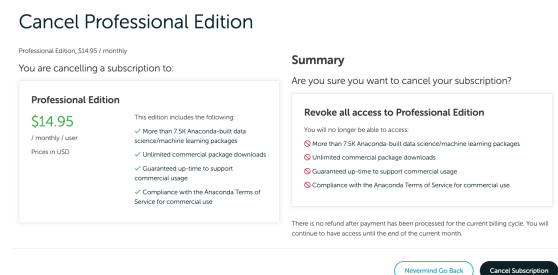 Cancel Professional Edition
Professional Edition, $14.95 / monthly
You are cancelling a subscription to:
Professional Edition
$14.95
/ monthly / user
Prices in USD
This edition includes the following:
More than 7.5K Anaconda-built data
science/machine learning packages
Unlimited commercial package downloads
Guaranteed up-time to support
commercial usage
Compliance with the Anaconda Terms of
Service for commercial use
Summary
Are you sure you want to cancel your subscription?
Revoke all access to Professional Edition
You will no longer be able to access:
More than 7.5K Anaconda-built data science/machine learning packages
Unlimited commercial package downloads
Guaranteed up-time to support commercial usage
Compliance with the Anaconda Terms of Service for commercial use
There is no refund after payment has been processed for the current billing cycle. You will
continue to have access until the end of the current month.
Nevermind Go Back
Cancel Subscription